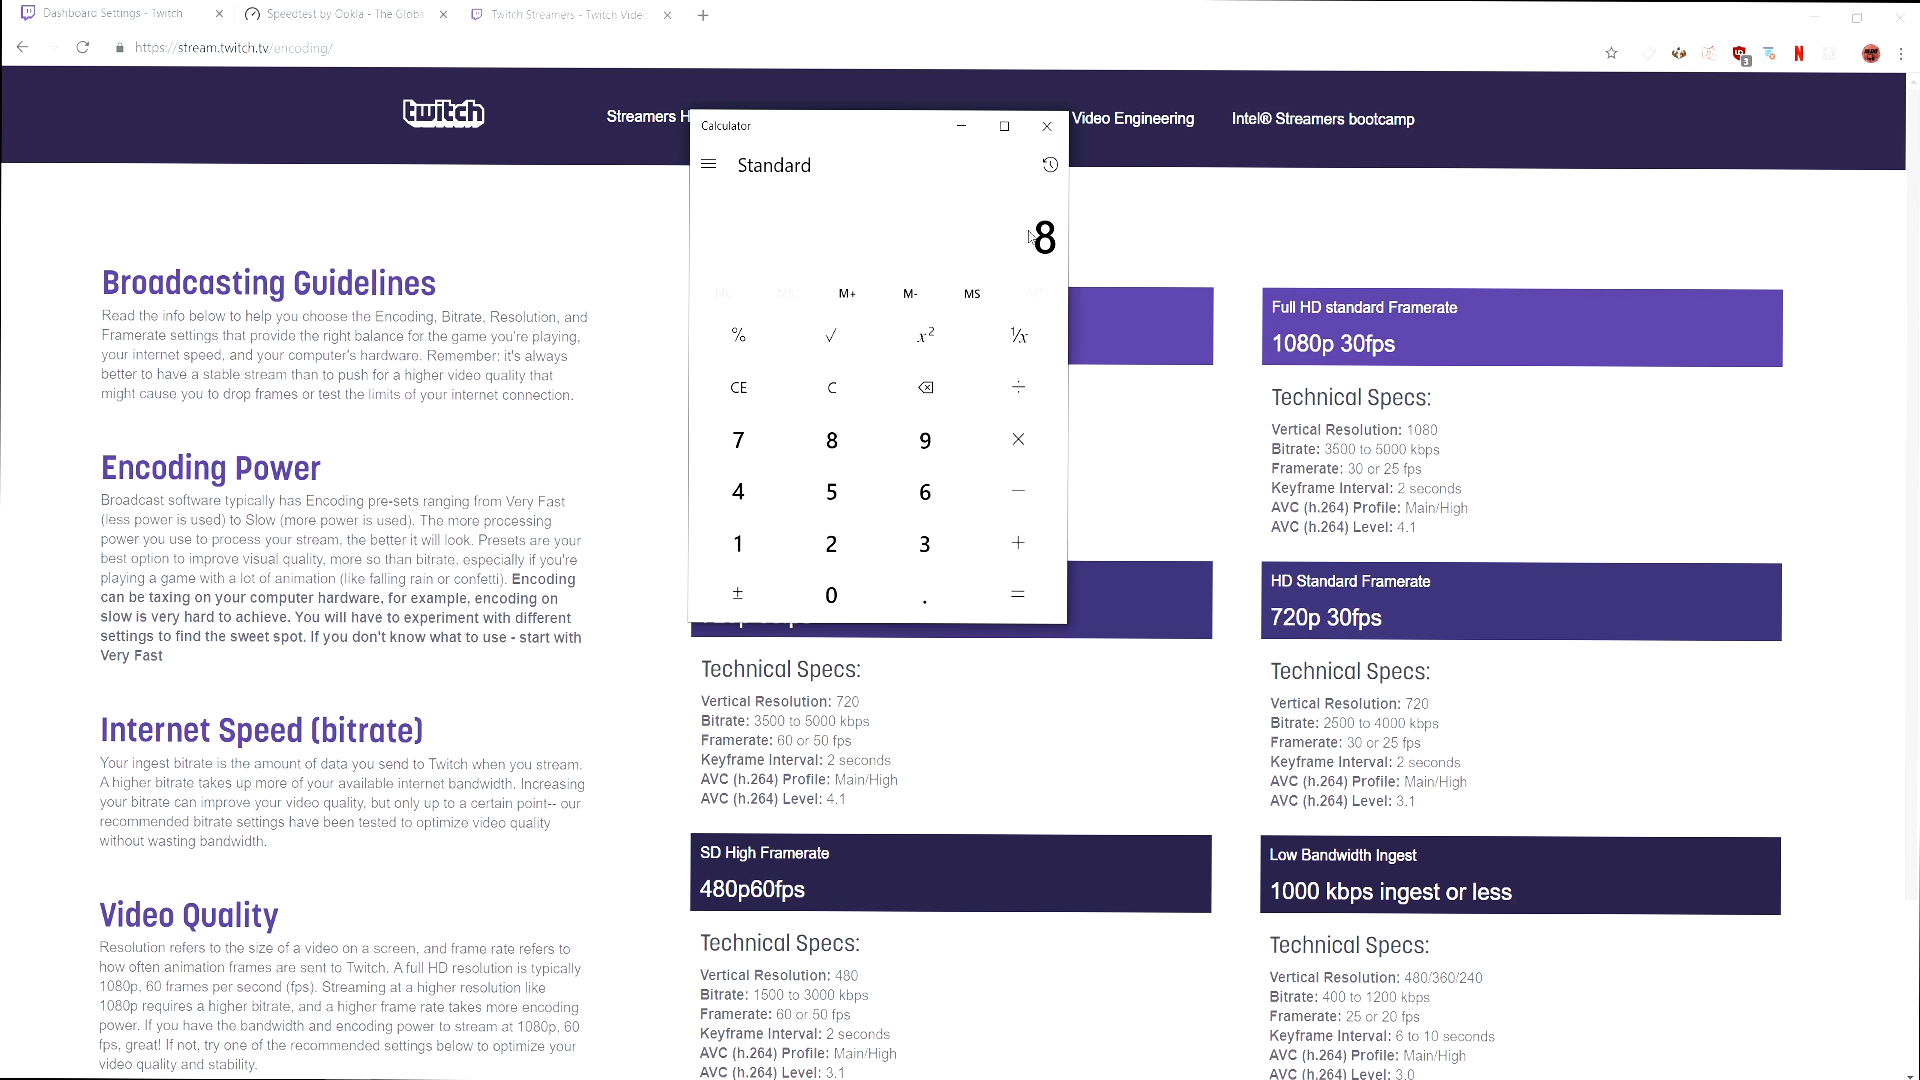 Dashboard Settings - Twitch
Speedtest by Ookla - The Globa
Twitch Streamers - Twitch Vide
https://stream.twitch.tv/encoding/
3
N
twitch
Streamers H
Video Engineering
Intel® Streamers bootcamp
Calculator
Standard
8
MC
MR
M+
M-
MS
%
√
x²
¹/x
CE
C
÷
7
8
9
×
4
5
6
−
1
2
3
+
±
0
.
=
Broadcasting Guidelines
Read the info below to help you choose the Encoding, Bitrate, Resolution, and
Framerate settings that provide the right balance for the game you're playing,
your internet speed, and your computer's hardware. Remember: it's always
better to have a stable stream than to push for a higher video quality that
might cause you to drop frames or test the limits of your internet connection.
Encoding Power
Broadcast software typically has Encoding pre-sets ranging from Very Fast
(less power is used) to Slow (more power is used). The more processing
power you use to process your stream, the better it will look. Presets are your
best option to improve visual quality, more so than bitrate, especially if you're
playing a game with a lot of animation (like falling rain or confetti). Encoding
can be taxing on your computer hardware, for example, encoding on
slow is very hard to achieve. You will have to experiment with different
settings to find the sweet spot. If you don't know what to use - start with
Very Fast
Internet Speed (bitrate)
Your ingest bitrate is the amount of data you send to Twitch when you stream.
A higher bitrate takes up more of your available internet bandwidth. Increasing
your bitrate can improve your video quality, but only up to a certain point-- our
recommended bitrate settings have been tested to optimize video quality
without wasting bandwidth.
Video Quality
Resolution refers to the size of a video on a screen, and frame rate refers to
how often animation frames are sent to Twitch. A full HD resolution is typically
1080p, 60 frames per second (fps). Streaming at a higher resolution like
1080p requires a higher bitrate, and a higher frame rate takes more encoding
power. If you have the bandwidth and encoding power to stream at 1080p, 60
fps, great! If not, try one of the recommended settings below to optimize your
video quality and stability.
Technical Specs:
Vertical Resolution: 720
Bitrate: 3500 to 5000 kbps
Framerate: 60 or 50 fps
Keyframe Interval: 2 seconds
AVC (h.264) Profile: Main/High
AVC (h.264) Level: 4.1
SD High Framerate
480p60fps
Technical Specs:
Vertical Resolution: 480
Bitrate: 1500 to 3000 kbps
Framerate: 60 or 50 fps
Keyframe Interval: 2 seconds
AVC (h.264) Profile: Main/High
AVC (h.264) Level: 3.1
Full HD standard Framerate
1080p 30fps
Technical Specs:
Vertical Resolution: 1080
Bitrate: 3500 to 5000 kbps
Framerate: 30 or 25 fps
Keyframe Interval: 2 seconds
AVC (h.264) Profile: Main/High
AVC (h.264) Level: 4.1
HD Standard Framerate
720p 30fps
Technical Specs:
Vertical Resolution: 720
Bitrate: 2500 to 4000 kbps
Framerate: 30 or 25 fps
Keyframe Interval: 2 seconds
AVC (h.264) Profile: Main/High
AVC (h.264) Level: 3.1
Low Bandwidth Ingest
1000 kbps ingest or less
Technical Specs:
Vertical Resolution: 480/360/240
Bitrate: 400 to 1200 kbps
Framerate: 25 or 20 fps
Keyframe Interval: 6 to 10 seconds
AVC (h.264) Profile: Main/High
AVC (h.264) Level: 3.0